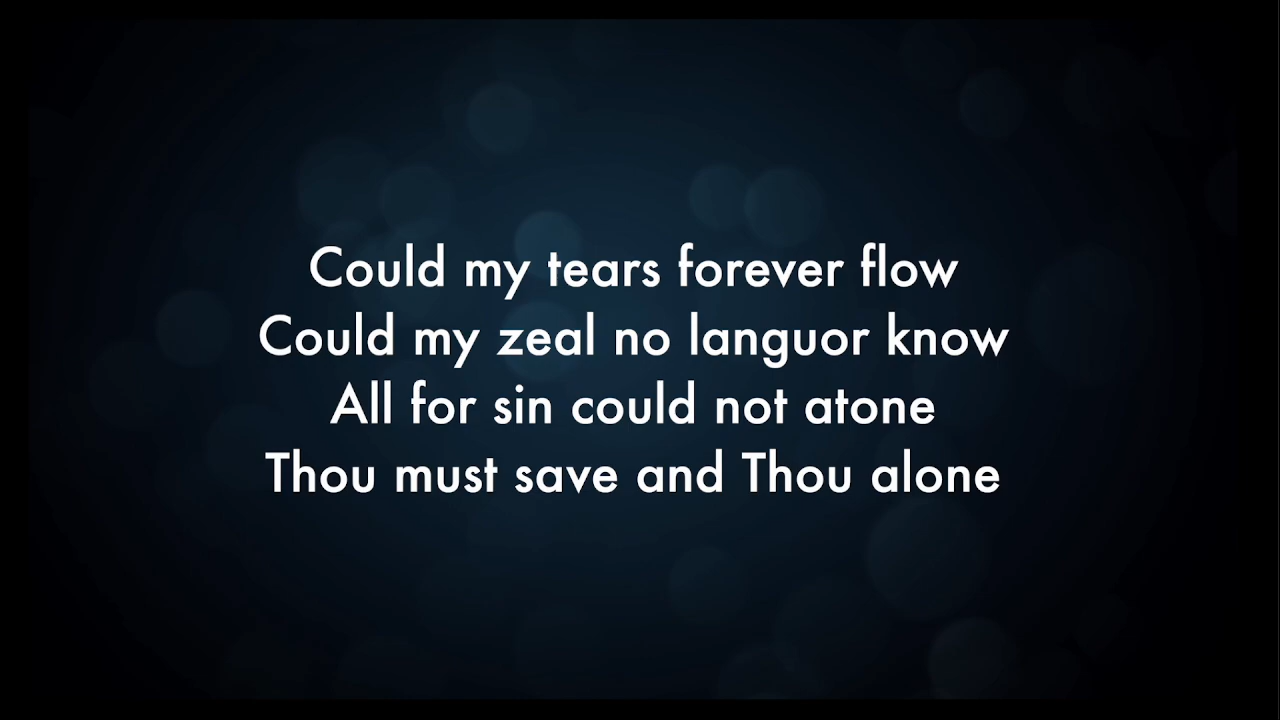 Could my tears forever flow
Could my zeal no languor know
All for sin could not atone
Thou must save and Thou alone